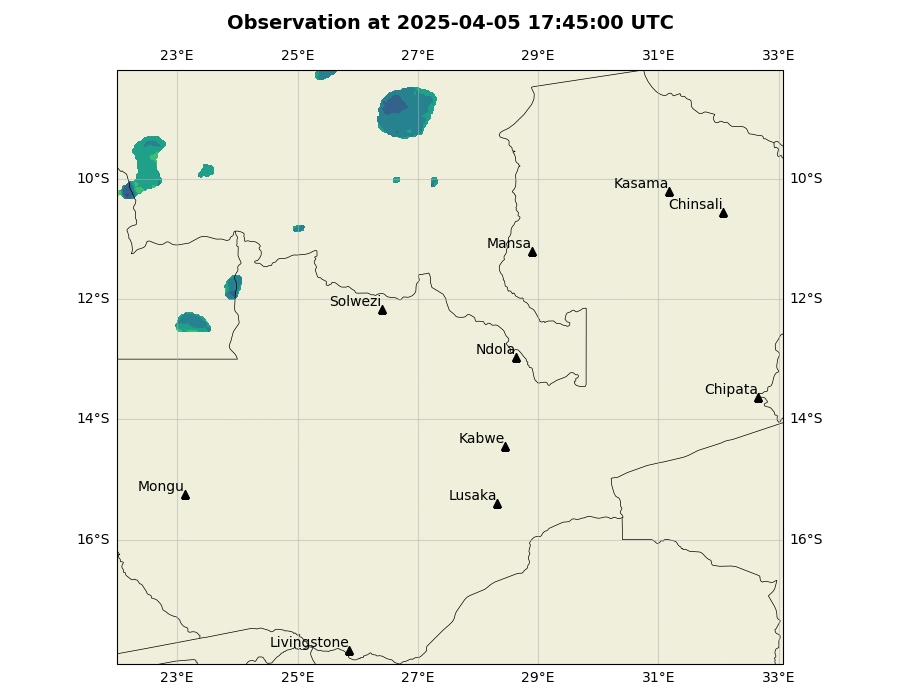 Observation at 2025-04-05 17:45:00 UTC
23°E 25°E 27°E 29°E 31°E 33°E
10°S 10°S
Kasama
Chinsali
Mansa
12°S 12°S
Solwezi
Ndola
Chipata
14°S 14°S
Kabwe
Mongu
Lusaka
16°S 16°S
Livingstone
23°E 25°E 27°E 29°E 31°E 33°E